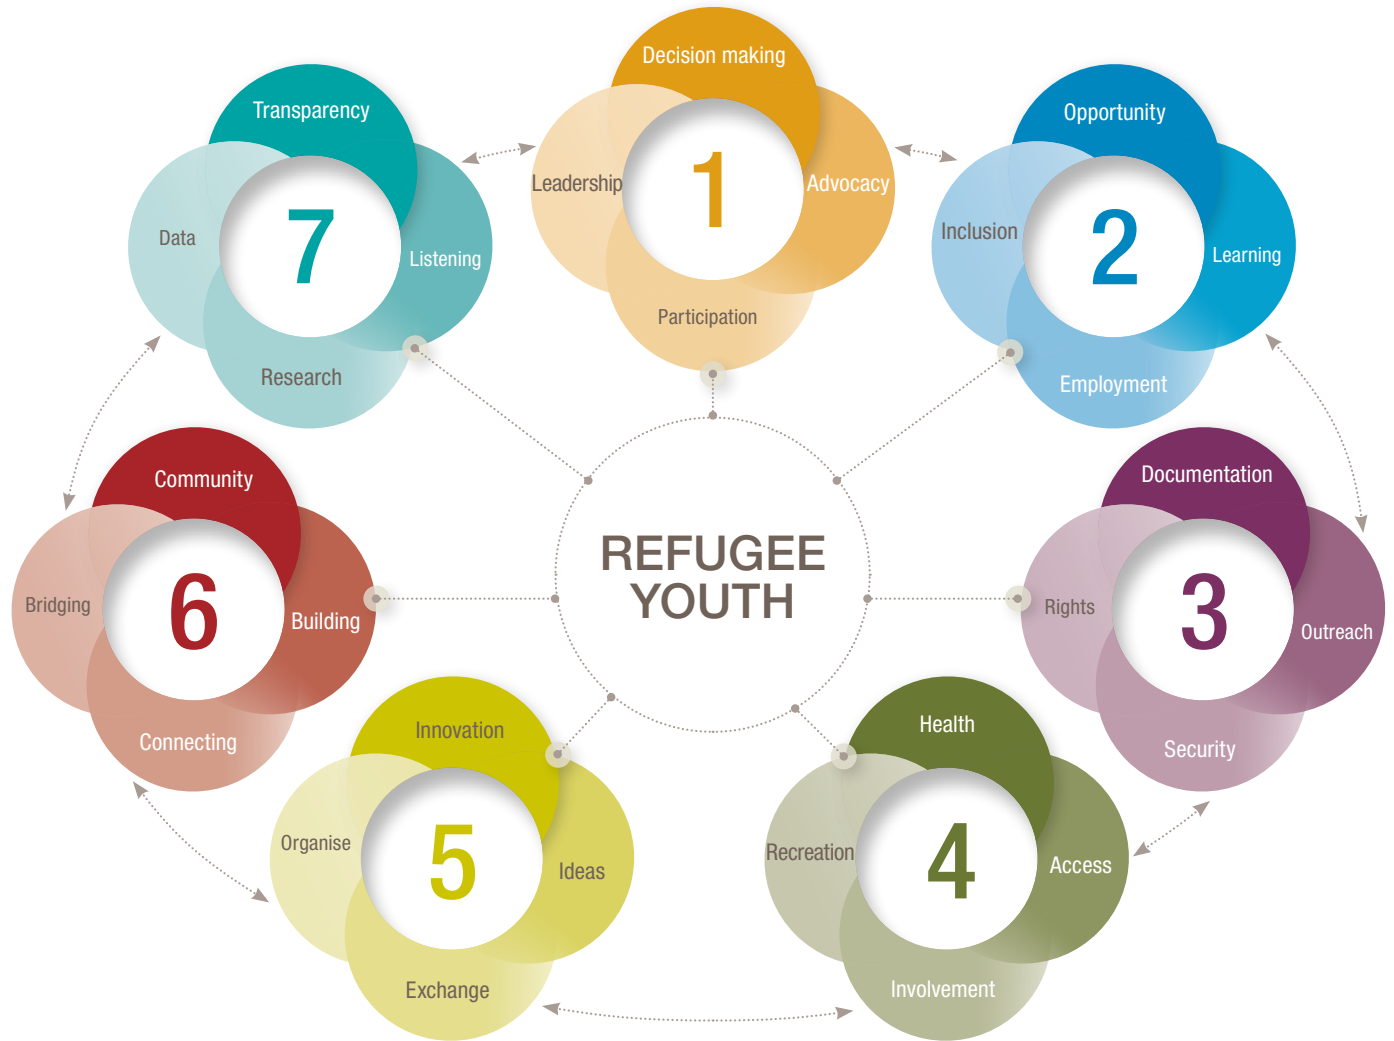 Decision making
Leadership
1
Advocacy
Participation
Opportunity
Inclusion
2
Learning
Employment
Documentation
Rights
3
Outreach
Security
Health
Recreation
4
Access
Involvement
Innovation
Organise
5
Ideas
Exchange
Community
Bridging
6
Building
Connecting
Transparency
Data
7
Listening
Research
REFUGEE
YOUTH